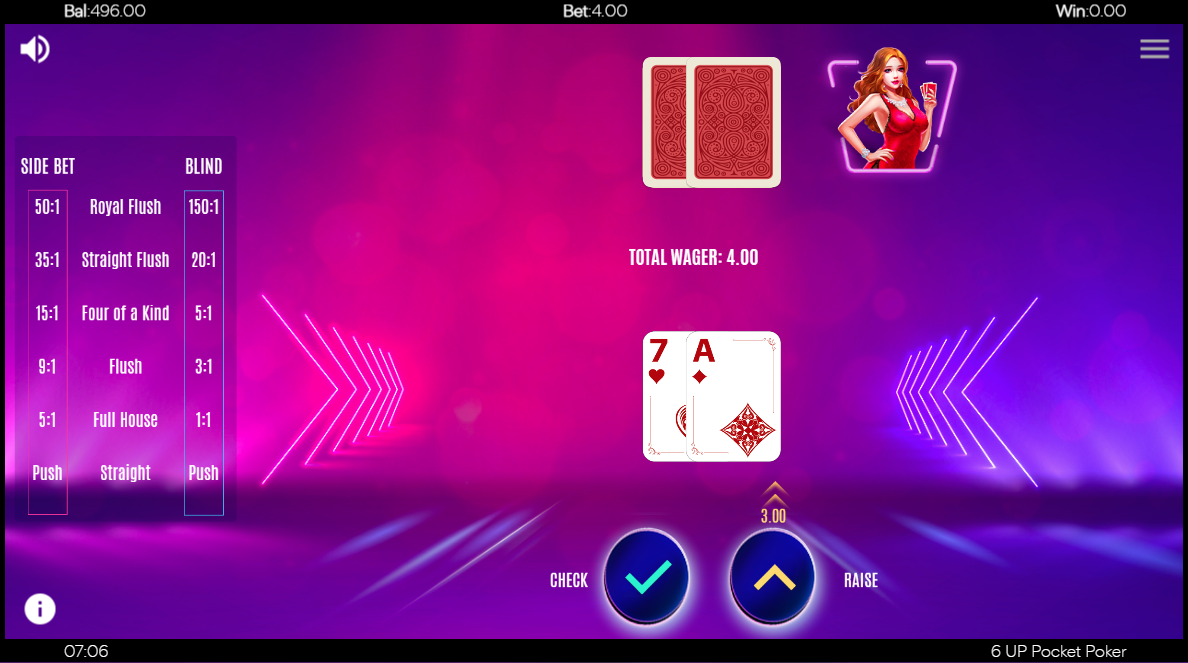 Bal:496.00 Bet:4.00 Win:0.00
SIDE BET BLIND
50:1 Royal Flush 150:1
35:1 Straight Flush 20:1
15:1 Four of a Kind 5:1
9:1 Flush 3:1
5:1 Full House 1:1
Push Straight Push
TOTAL WAGER: 4.00
7 A
3.00
CHECK RAISE
07:06 6 UP Pocket Poker